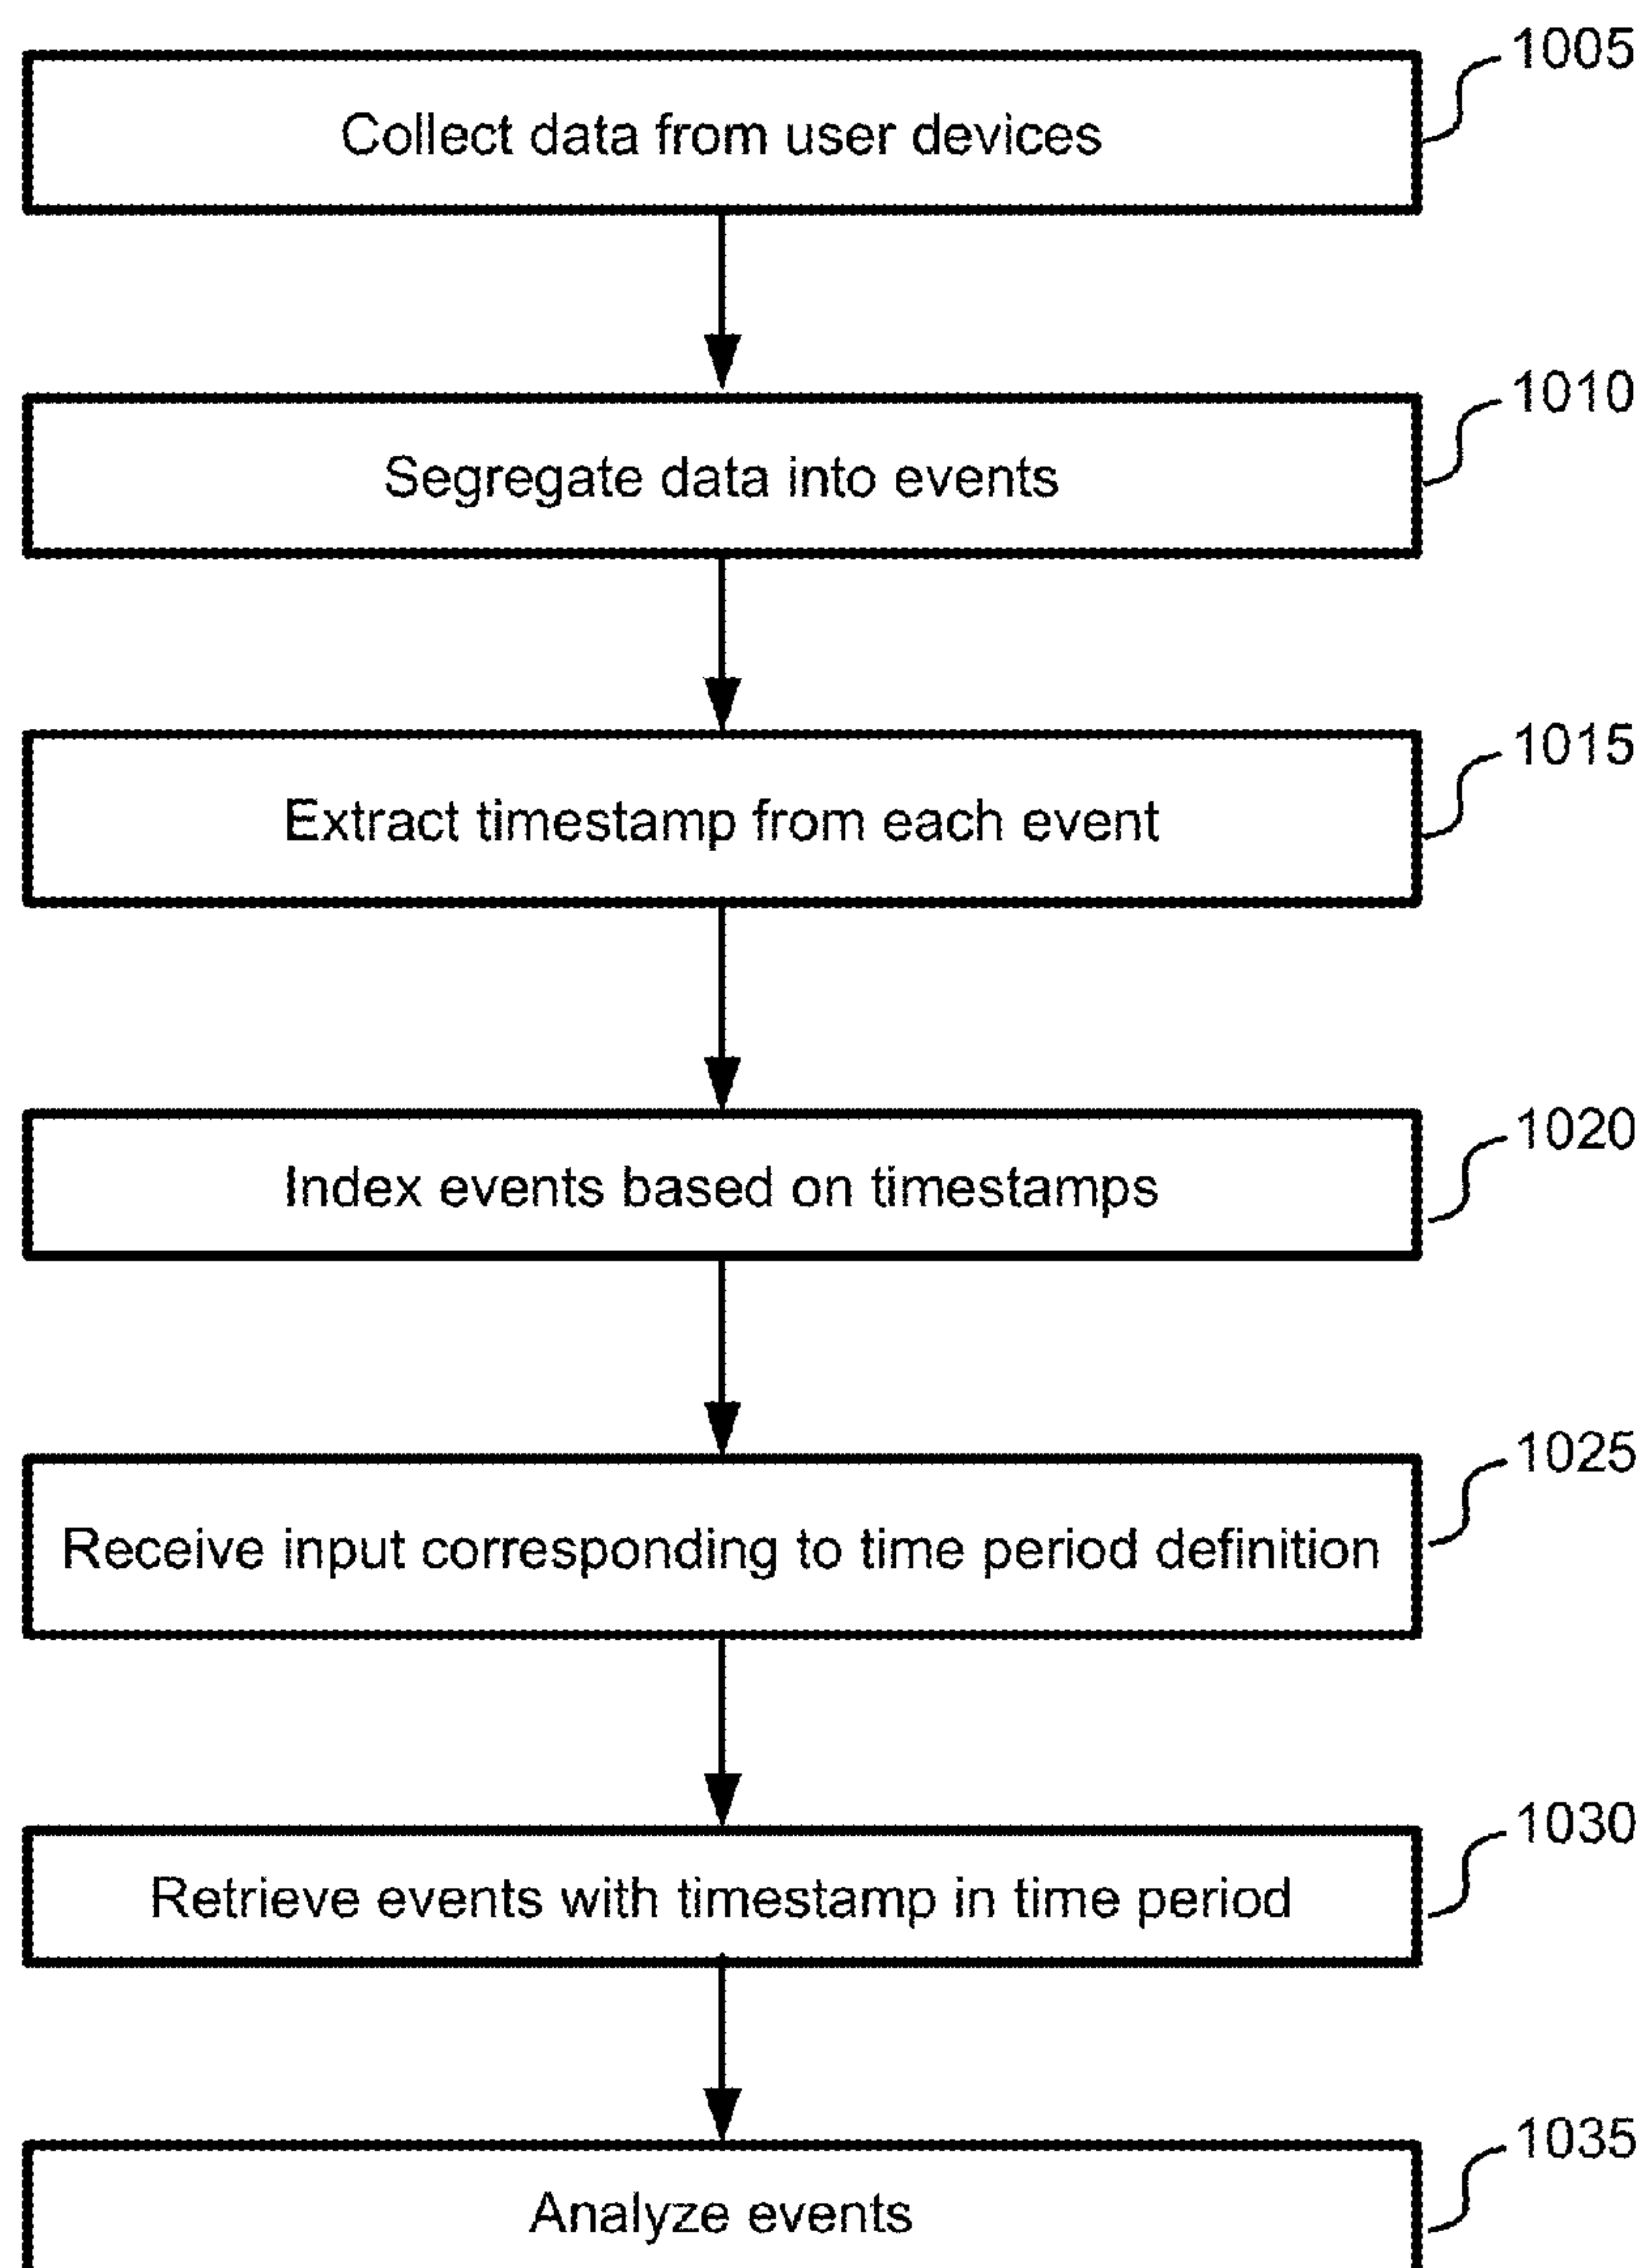 1005
Collect data from user devices
1010
Segregate data into events
1015
Extract timestamp from each event
1020
Index events based on timestamps
1025
Receive input corresponding to time period definition
1030
Retrieve events with timestamp in time period
1035
Analyze events